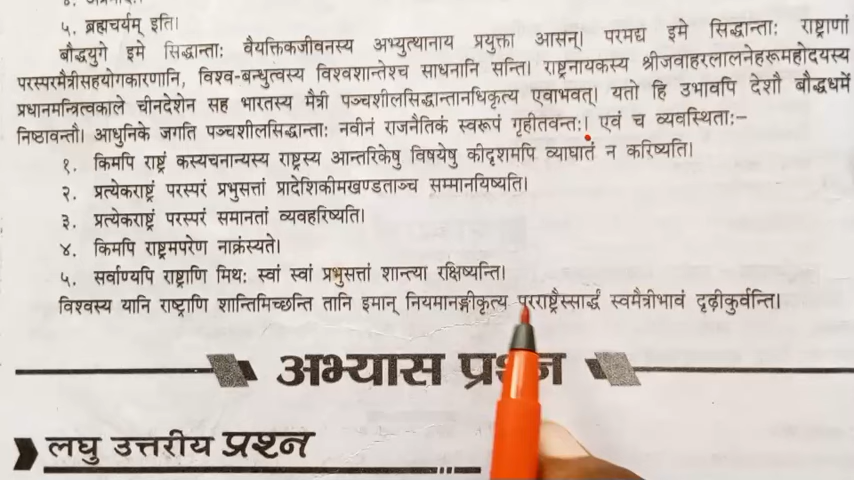 ५. ब्रह्मचर्यम् इति।
बौद्धयुगे इमे सिद्धान्ताः वैयक्तिकजीवनस्य अभ्युत्थानाय प्रयुक्ता आसन्। परमद्य इमे सिद्धान्ताः राष्ट्राणां
परस्परमैत्रीसहयोगकारणानि, विश्व-बन्धुत्वस्य विश्वशान्तेश्च साधनानि सन्ति। राष्ट्रनायकस्य श्रीजवाहरलालनेहरूमहोदयस्य
प्रधानमन्त्रित्वकाले चीनदेशेन सह भारतस्य मैत्री पञ्चशीलसिद्धान्तानधिकृत्य एवाभवत्। यतो हि उभावपि देशौ बौद्धधर्मे
निष्ठावन्तौ। आधुनिके जगति पञ्चशीलसिद्धान्ताः नवीनं राजनैतिकं स्वरूपं गृहीतवन्तः। एवं च व्यवस्थिताः–
१. किमपि राष्ट्रं कस्यचनान्यस्य राष्ट्रस्य आन्तरिकेषु विषयेषु कीदृशमपि व्याघातं न करिष्यति।
२. प्रत्येकराष्ट्रं परस्परं प्रभुसत्तां प्रादेशिकीमखण्डताञ्च सम्मानयिष्यति।
३. प्रत्येकराष्ट्रं परस्परं समानतां व्यवहरिष्यति।
४. किमपि राष्ट्रमपरेण नाक्रंस्यते।
५. सर्वाण्यपि राष्ट्राणि मिथः स्वां स्वां प्रभुसत्तां शान्त्या रक्षिष्यन्ति।
विश्वस्य यानि राष्ट्राणि शान्तिमिच्छन्ति तानि इमान् नियमानङ्गीकृत्य परराष्ट्रैस्सार्द्धं स्वमैत्रीभावं दृढीकुर्वन्ति।
अभ्यास प्रश्न
लघु उत्तरीय प्रश्न